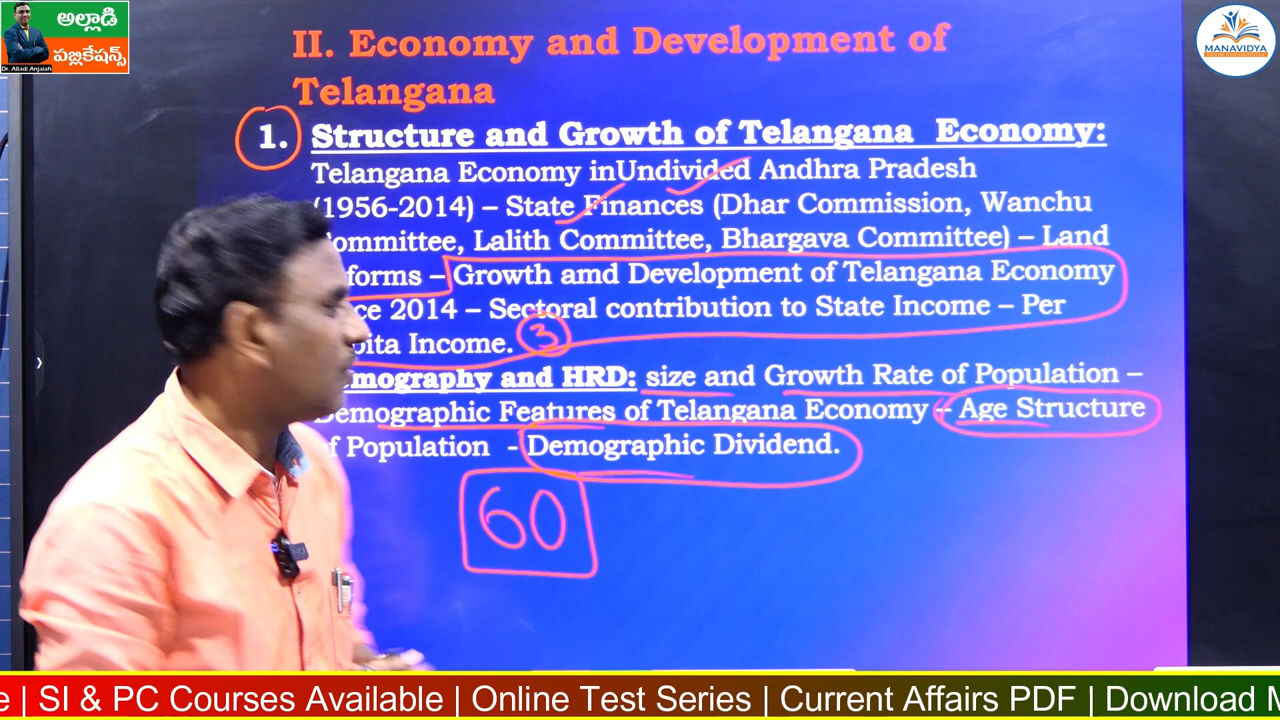 అల్లాడి
పబ్లికేషన్స్
Dr. Alladi Anjaiah
MANAVIDYA
II. Economy and Development of
Telangana
1. Structure and Growth of Telangana Economy:
Telangana Economy inUndivided Andhra Pradesh
(1956-2014) – State Finances (Dhar Commission, Wanchu
ommittee, Lalith Committee, Bhargava Committee) – Land
forms – Growth amd Development of Telangana Economy
ce 2014 – Sectoral contribution to State Income – Per
pita Income. 3
mography and HRD: size and Growth Rate of Population –
Demographic Features of Telangana Economy – Age Structure
of Population - Demographic Dividend.
60
e | SI & PC Courses Available | Online Test Series | Current Affairs PDF | Download M